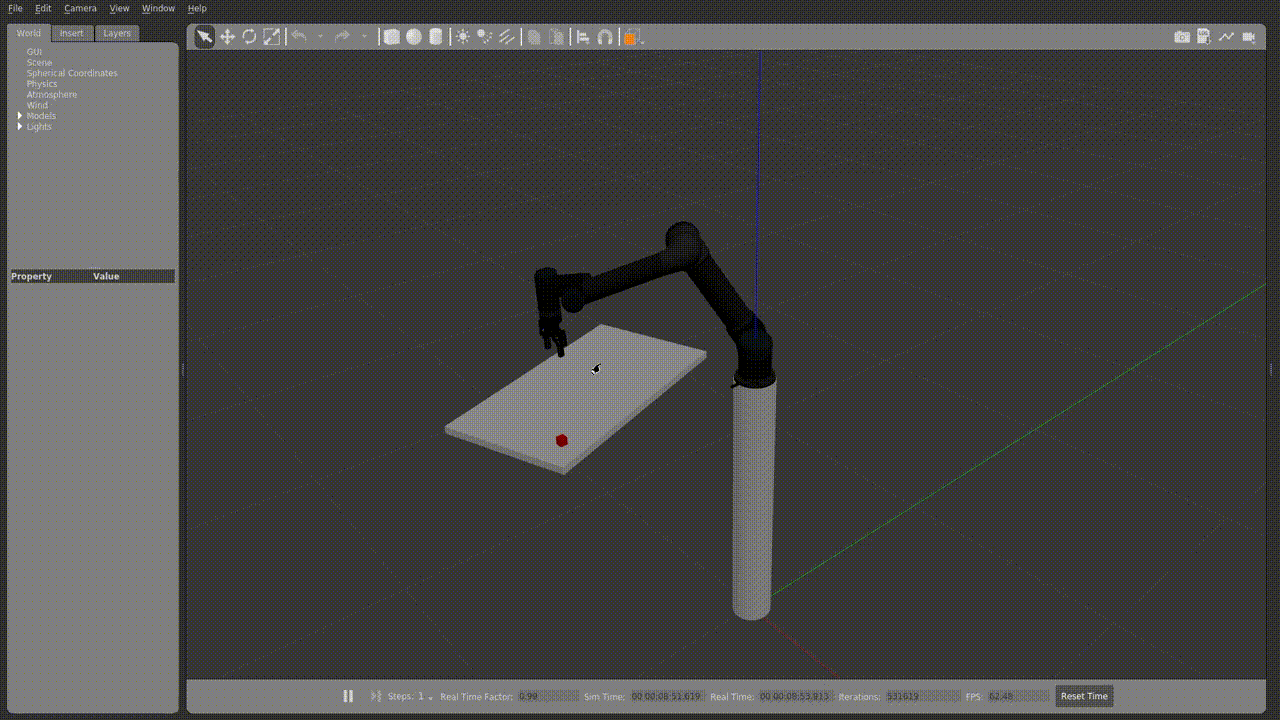 File Edit Camera View Window Help
World Insert Layers
GUI
Scene
Spherical Coordinates
Physics
Atmosphere
Wind
Models
Lights
Property Value
Steps: 1 Real Time Factor: 0.99 Sim Time: 00 00:08:51.619 Real Time: 00 00:08:53.913 Iterations: 531619 FPS 62.48 Reset Time